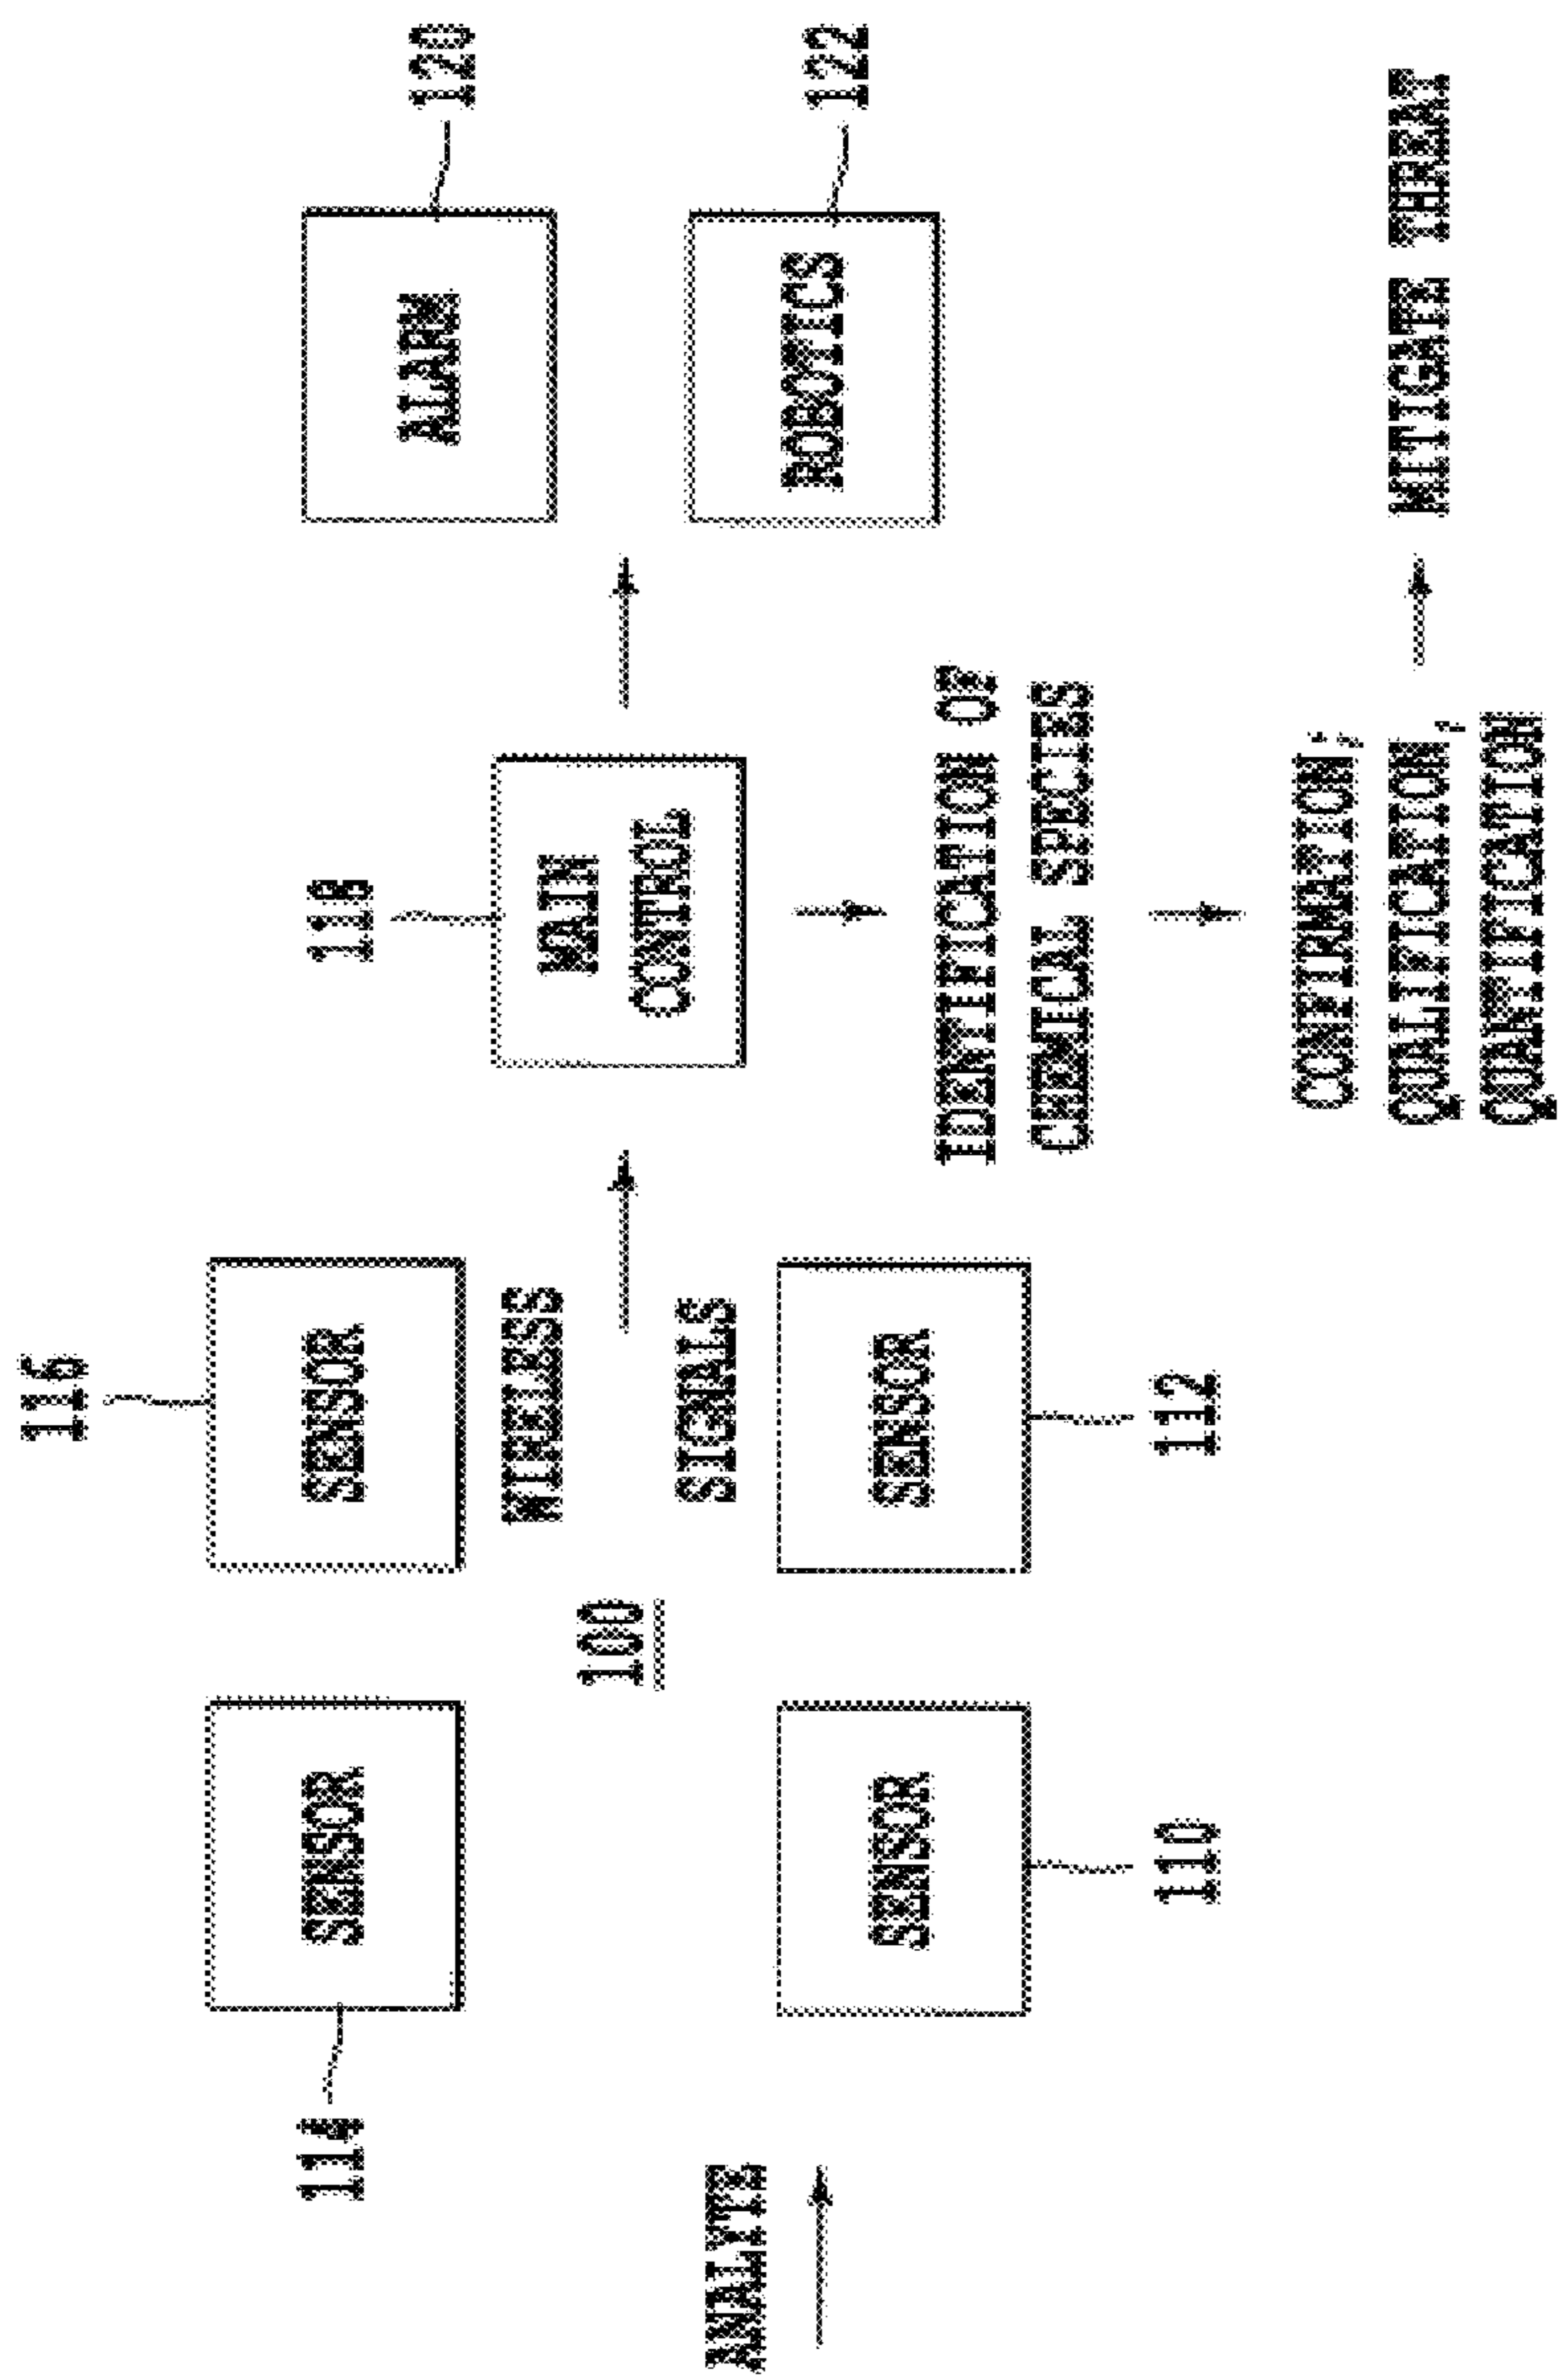 116
114
SENSOR
SENSOR
118
ALARM
120
WIRELESS
SIGNALS
100
MAIN
CONTROL
ROBOTICS
122
ANALYTE
SENSOR
SENSOR
110
112
IDENTIFICATION OF
CHEMICAL SPECIES
CONFIRMATION;
QUALIFICATION,
QUANTIFICATION
MITIGATE THREAT